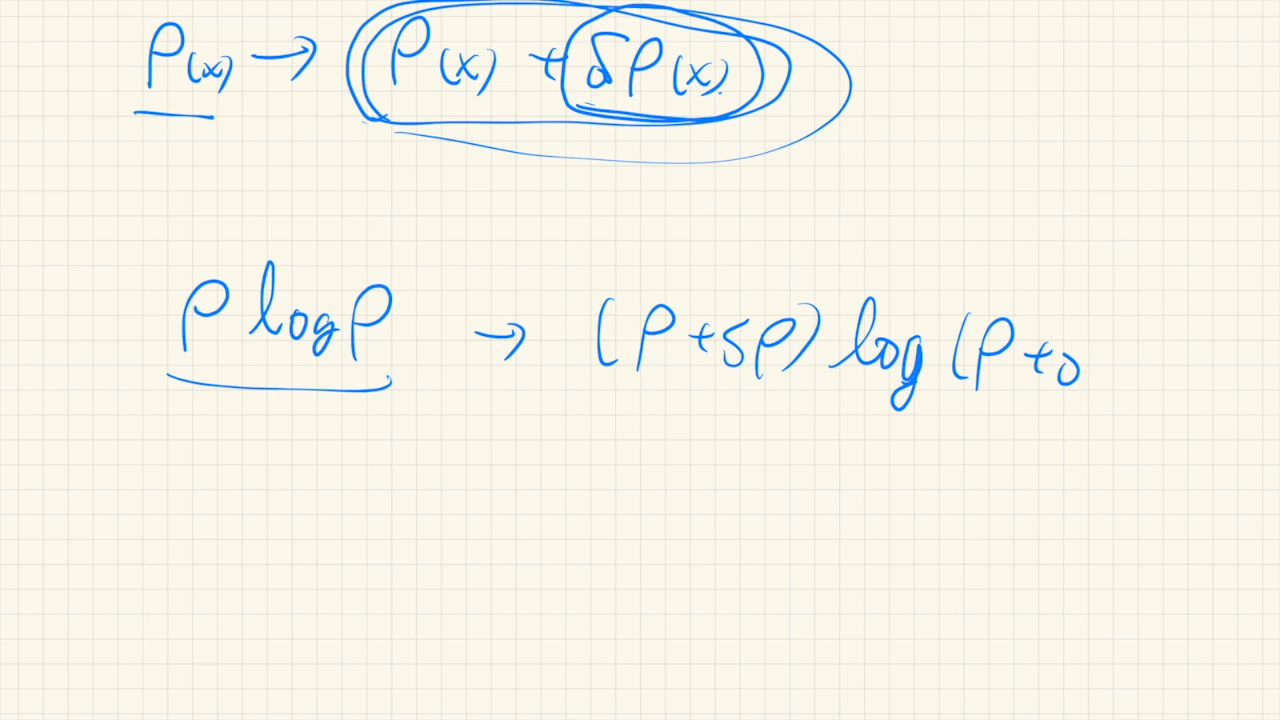 ρ(x) → ρ(x) + δρ(x)
ρ log ρ → (ρ+δρ) log (ρ+